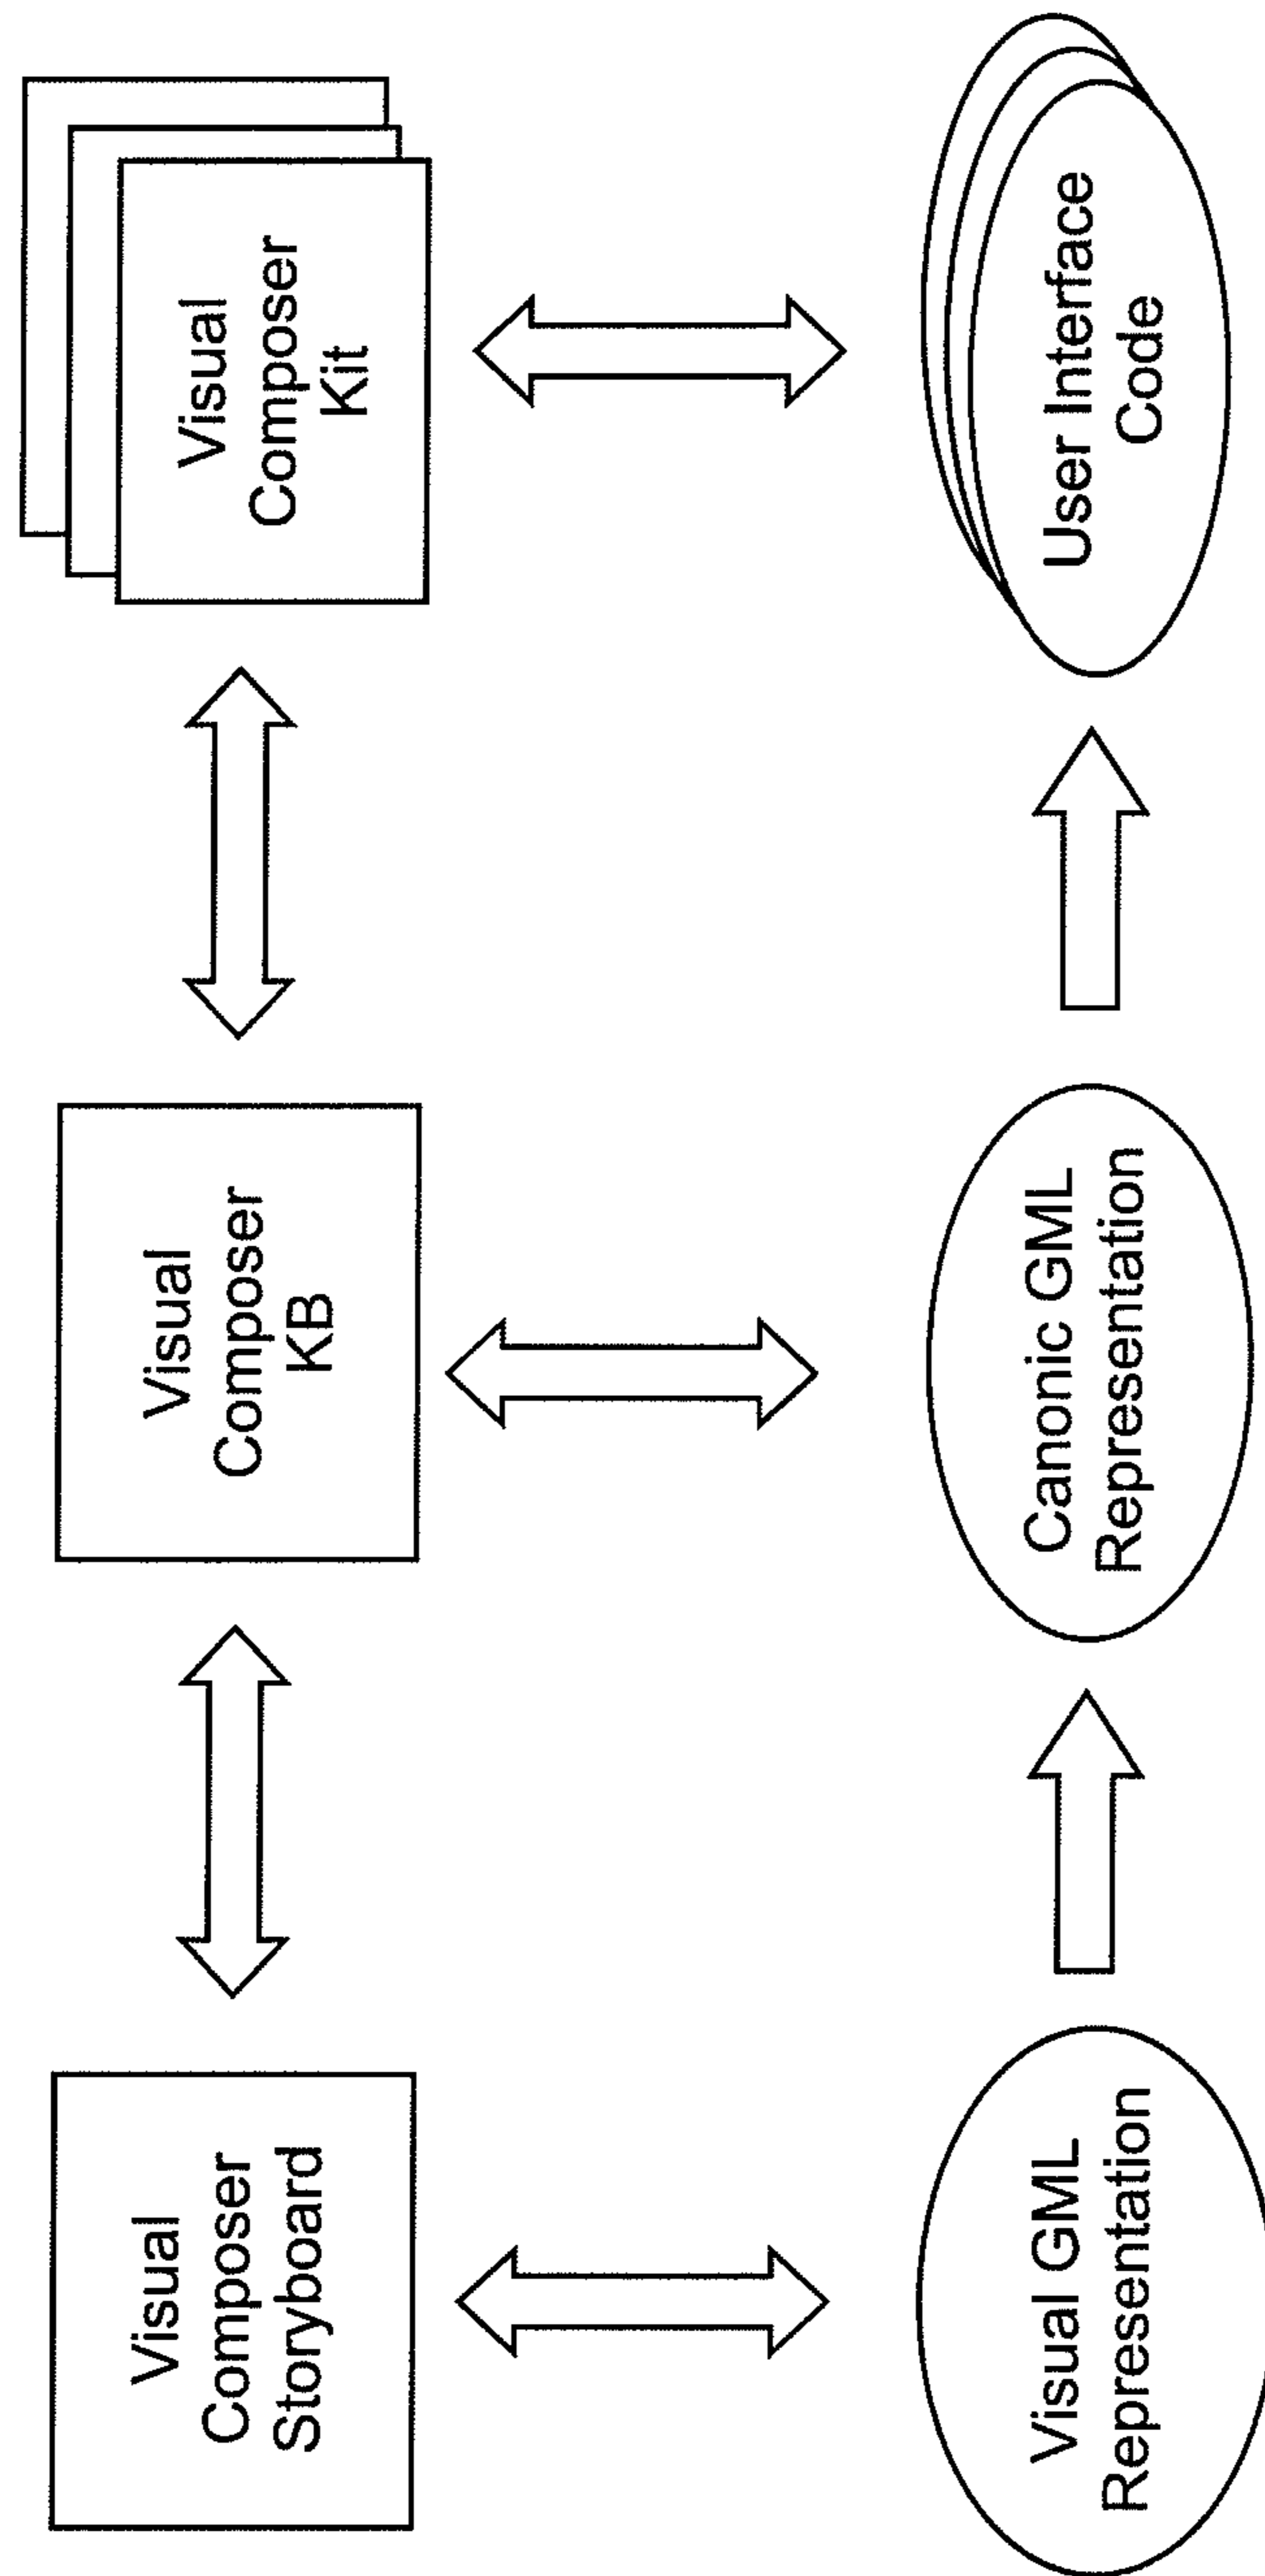 Visual
Composer
Storyboard
Visual
Composer
KB
Visual
Composer
Kit
Visual GML
Representation
Canonic GML
Representation
User Interface
Code